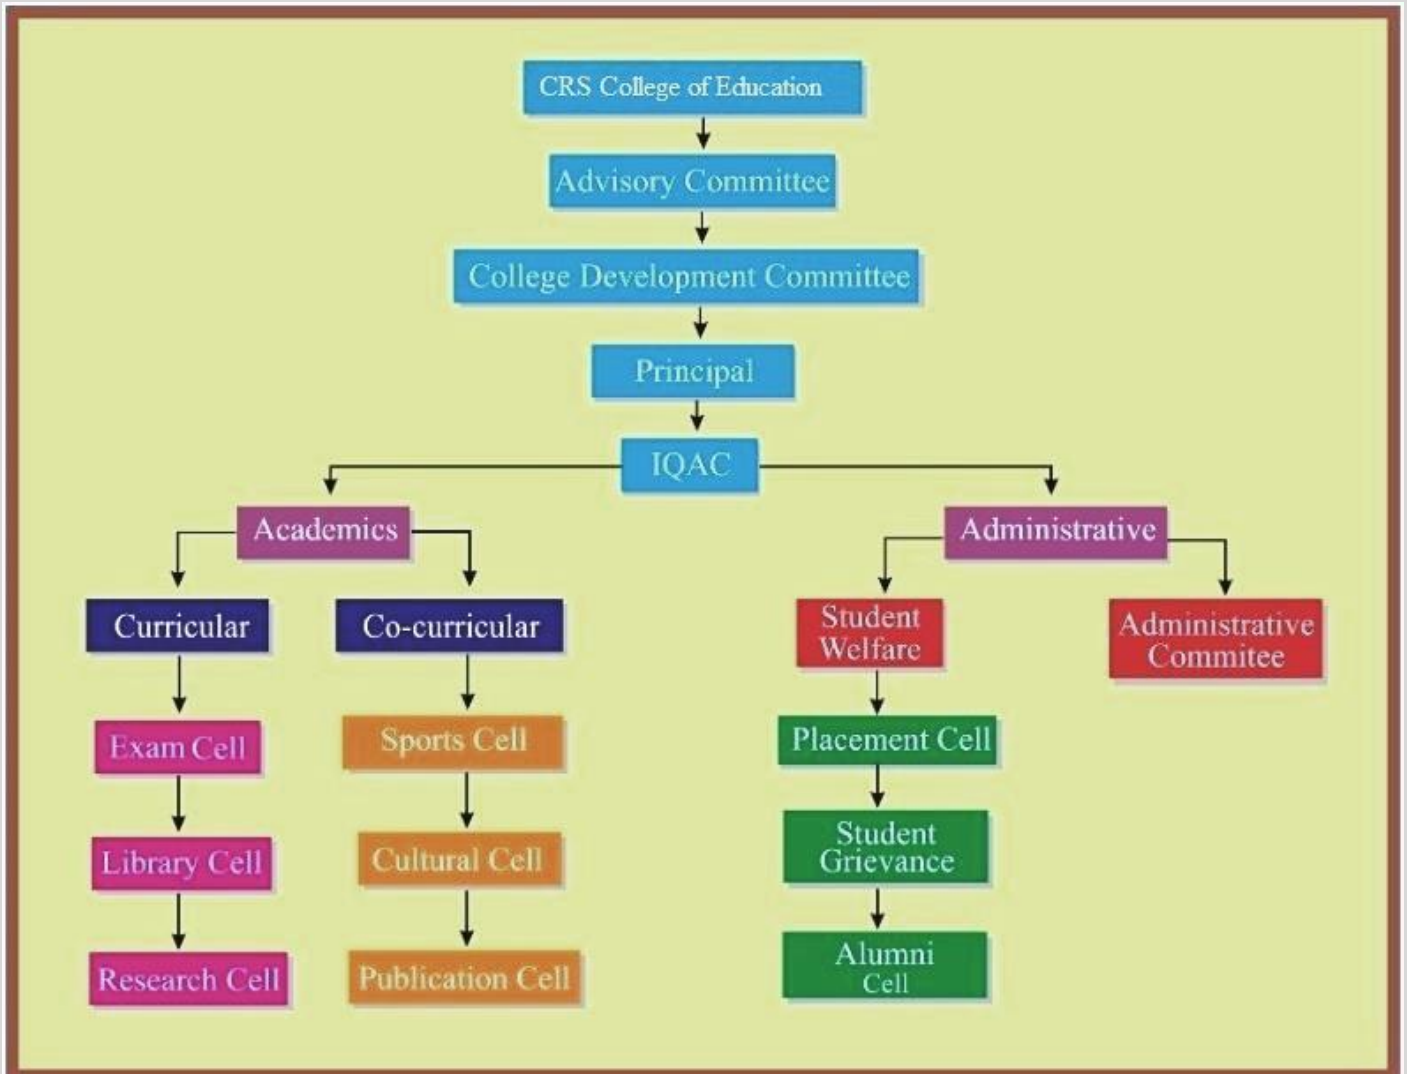 CRS College of Education
Advisory Committee
College Development Committee
Principal
IQAC
Academics
Administrative
Curricular
Co-curricular
Student
Welfare
Administrative
Commitee
Exam Cell
Sports Cell
Placement Cell
Library Cell
Cultural Cell
Student
Grievance
Research Cell
Publication Cell
Alumni
Cell